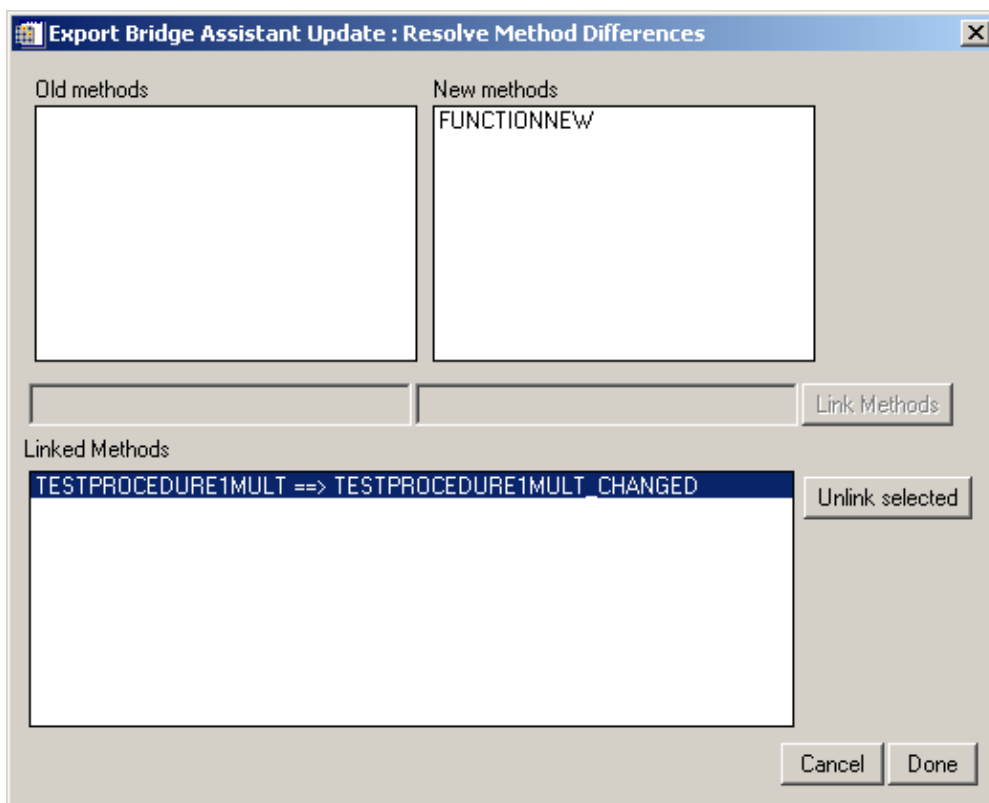 Export Bridge Assistant Update : Resolve Method Differences
Old methods
New methods
FUNCTIONNEW
Link Methods
Linked Methods
TESTPROCEDURE1MULT ==> TESTPROCEDURE1MULT_CHANGED
Unlink selected
Cancel
Done